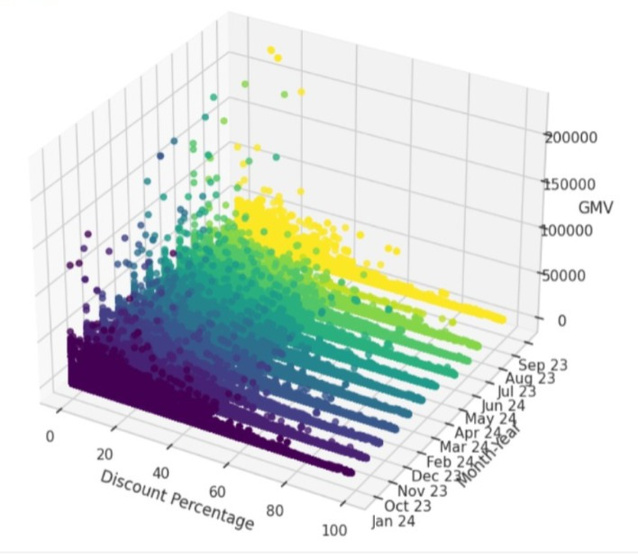 200000
150000
GMV
100000
50000
0
Sep 23
Aug 23
Jul 23
Jun 24
May 24
Apr 24
Mar 24
Feb 24
Dec 23
Nov 23
Oct 23
Jan 24
Month-Year
0
20
40
60
80
100
Discount Percentage